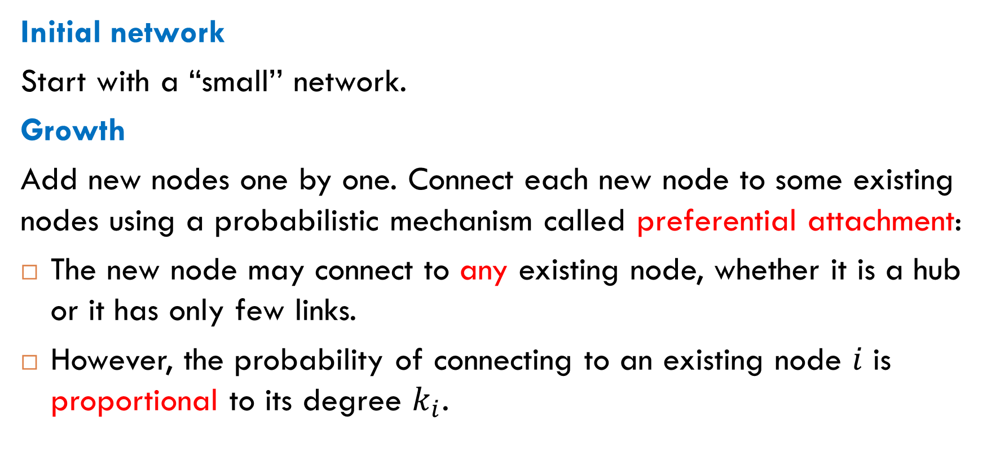 Initial network
Start with a “small” network.
Growth
Add new nodes one by one. Connect each new node to some existing
nodes using a probabilistic mechanism called preferential attachment:
The new node may connect to any existing node, whether it is a hub
or it has only few links.
However, the probability of connecting to an existing node 𝑖 is
proportional to its degree 𝑘ᵢ.